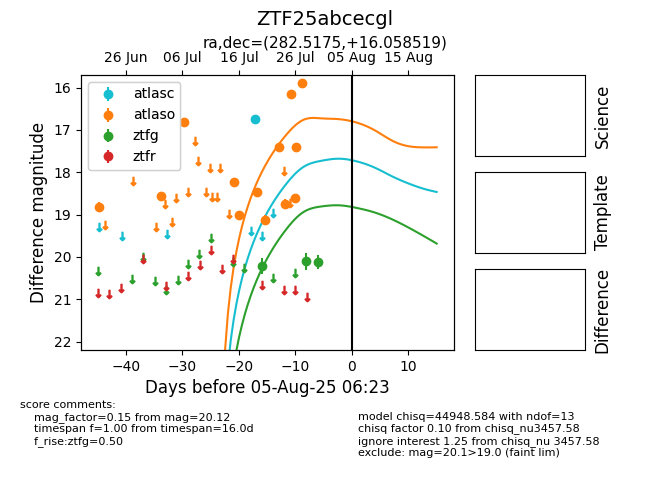 ZTF25abcecgl
ra,dec=(282.5175,+16.058519)
26 Jun 06 Jul 16 Jul 26 Jul 05 Aug 15 Aug
atlasc
atlaso
ztfg
ztfr
16
17
18
19
20
21
22
Difference magnitude
−40 −30 −20 −10 0 10
Days before 05-Aug-25 06:23
Science
Template
Difference
score comments:
mag_factor=0.15 from mag=20.12
timespan f=1.00 from timespan=16.0d
f_rise:ztfg=0.50
model chisq=44948.584 with ndof=13
chisq factor 0.10 from chisq_nu3457.58
ignore interest 1.25 from chisq_nu 3457.58
exclude: mag=20.1>19.0 (faint lim)